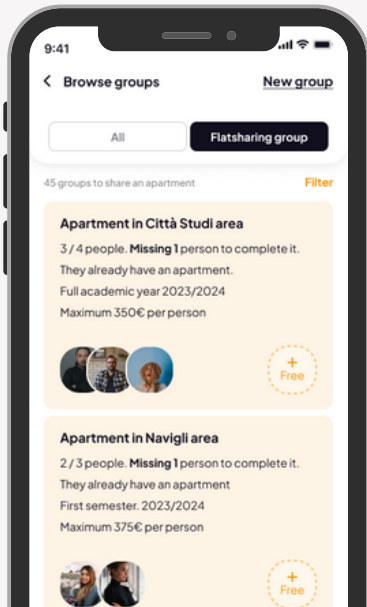 9:41
Browse groups
New group
All
Flatsharing group
45 groups to share an apartment
Filter
Apartment in Città Studi area
3 / 4 people. Missing 1 person to complete it.
They already have an apartment.
Full academic year 2023/2024
Maximum 350€ per person
+
Free
Apartment in Navigli area
2 / 3 people. Missing 1 person to complete it.
They already have an apartment
First semester. 2023/2024
Maximum 375€ per person
+
Free